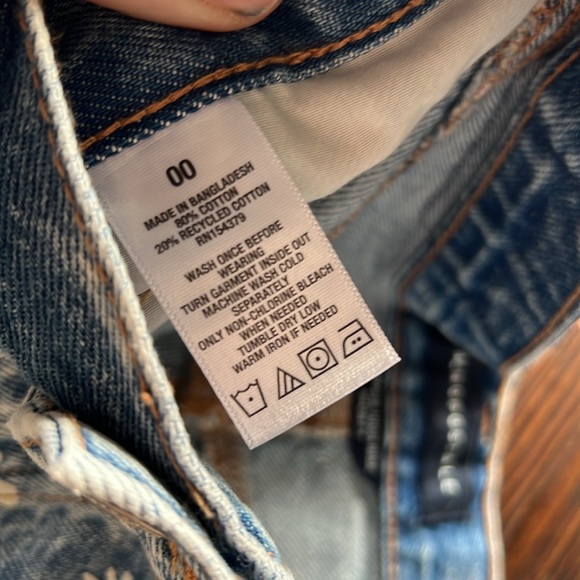 00
MADE IN BANGLADESH
80% COTTON
20% RECYCLED COTTON
RN154379
WASH ONCE BEFORE
WEARING
TURN GARMENT INSIDE OUT
MACHINE WASH COLD
SEPARATELY
ONLY NON-CHLORINE BLEACH
WHEN NEEDED
TUMBLE DRY LOW
WARM IRON IF NEEDED